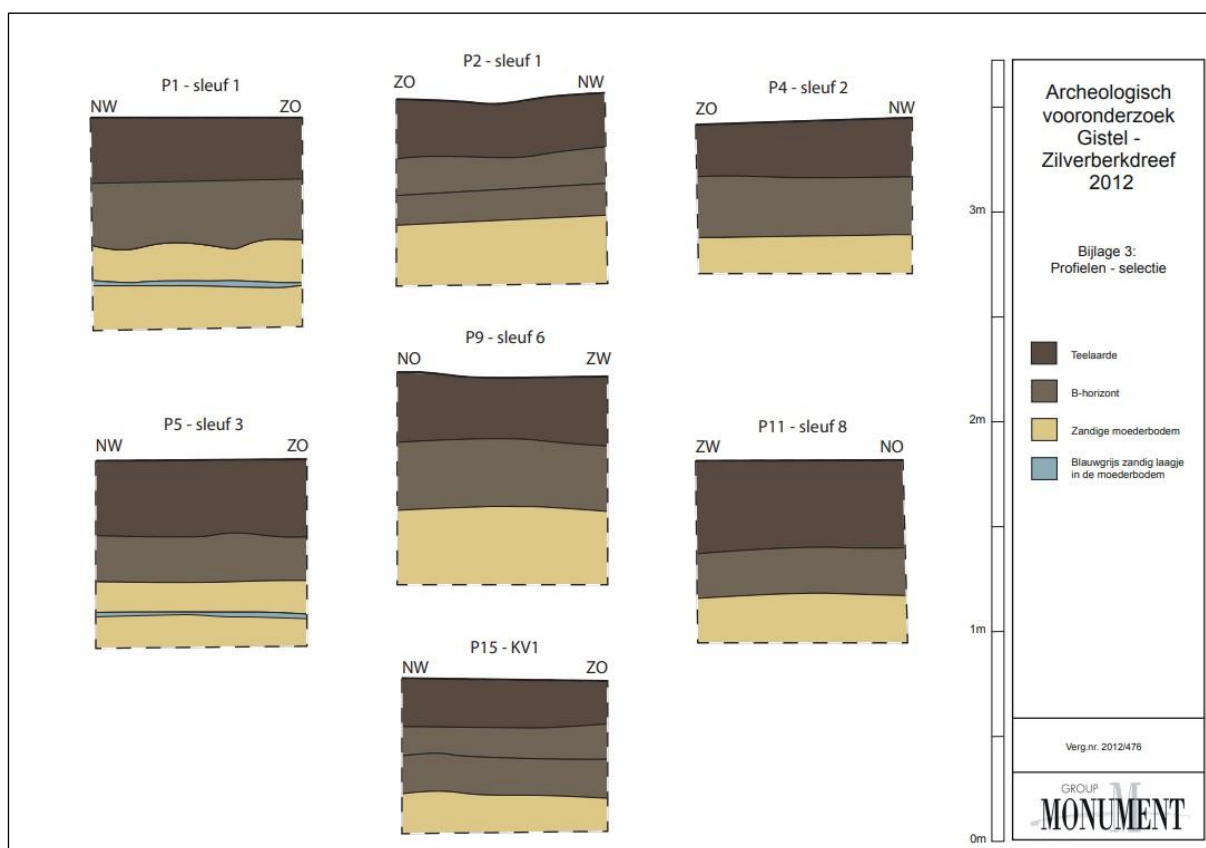 P1 - sleuf 1
NW ZO
P2 - sleuf 1
ZO NW
P4 - sleuf 2
ZO NW
P5 - sleuf 3
NW ZO
P9 - sleuf 6
NO ZW
P11 - sleuf 8
ZW NO
P15 - KV1
NW ZO
3m
2m
1m
0m
Archeologisch
vooronderzoek
Gistel -
Zilverberkdreef
2012
Bijlage 3:
Profielen - selectie
Teelaarde
B-horizont
Zandige moederbodem
Blauwgrijs zandig laagje
in de moederbodem
Verg.nr. 2012/476
GROUP M
MONUMENT